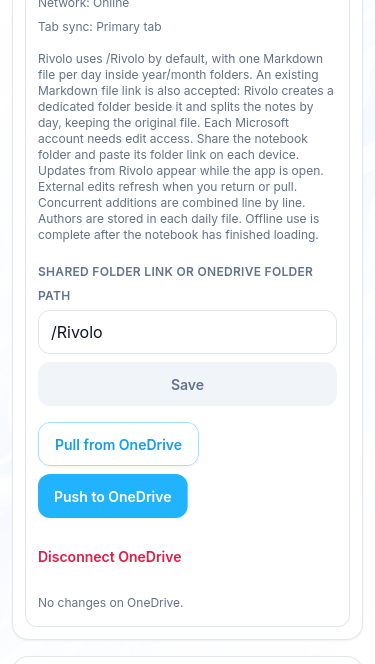 Network: Online
Tab sync: Primary tab
Rivolo uses /Rivolo by default, with one Markdown
file per day inside year/month folders. An existing
Markdown file link is also accepted: Rivolo creates a
dedicated folder beside it and splits the notes by
day, keeping the original file. Each Microsoft
account needs edit access. Share the notebook
folder and paste its folder link on each device.
Updates from Rivolo appear while the app is open.
External edits refresh when you return or pull.
Concurrent additions are combined line by line.
Authors are stored in each daily file. Offline use is
complete after the notebook has finished loading.
SHARED FOLDER LINK OR ONEDRIVE FOLDER
PATH
/Rivolo
Save
Pull from OneDrive
Push to OneDrive
Disconnect OneDrive
No changes on OneDrive.